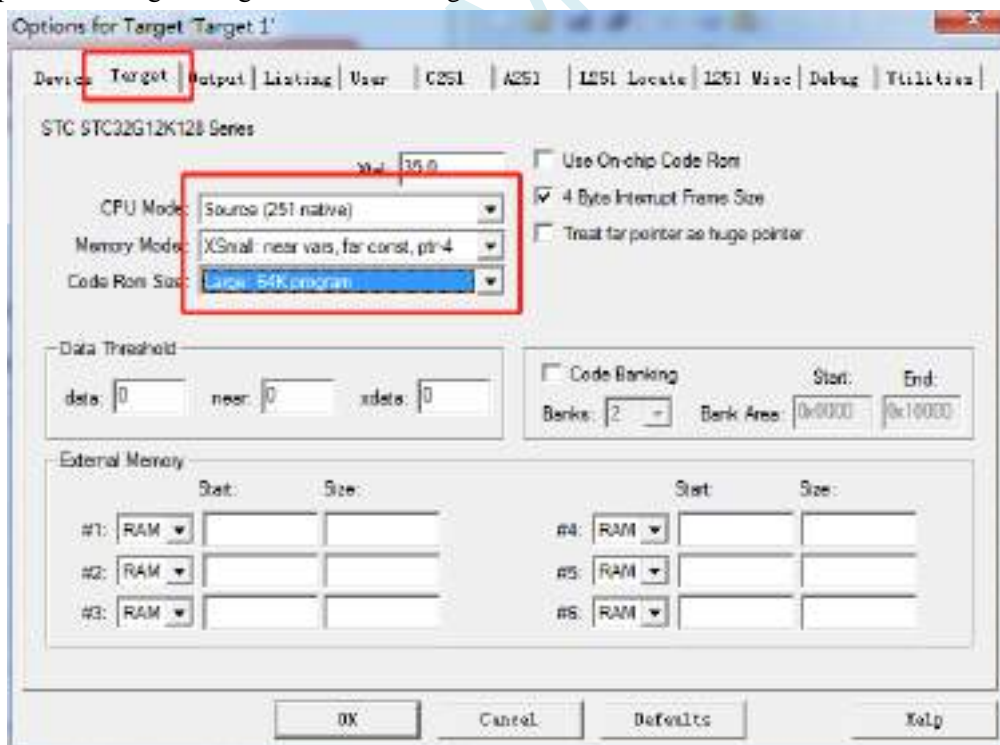 Options for Target 'Target 1'
Device Target Output Listing User C251 A251 L251 Locate L251 Misc Debug Utilities
STC STC32G12K128 Series
35.0
Use On-chip Code Rom
CPU Mode: Source (251 native)
4 Byte Interrupt Frame Size
Memory Mode: XSmall: near vars, far const, ptr-4
Treat far pointer as huge pointer
Code Rom Size: Large: 64K program
Data Threshold
data: 0 near: 0 xdata: 0
Code Banking Start: End:
Banks: 2 Bank Area: 0x0000 0x10000
External Memory
Start: Size: Start: Size:
#1: RAM #4: RAM
#2: RAM #5: RAM
#3: RAM #6: RAM
OK Cancel Defaults Help